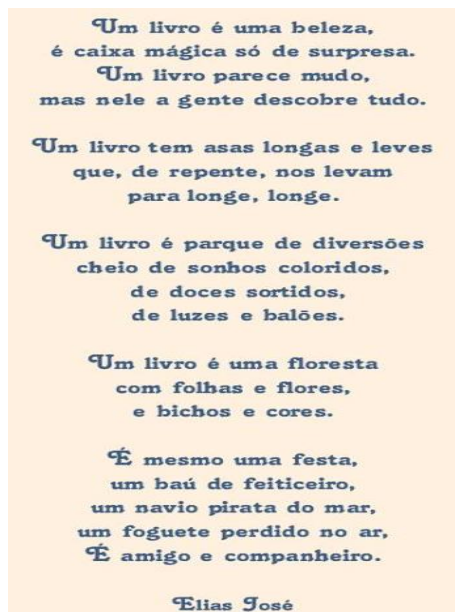 Um livro é uma beleza,
é caixa mágica só de surpresa.
Um livro parece mudo,
mas nele a gente descobre tudo.
Um livro tem asas longas e leves
que, de repente, nos levam
para longe, longe.
Um livro é parque de diversões
cheio de sonhos coloridos,
de doces sortidos,
de luzes e balões.
Um livro é uma floresta
com folhas e flores,
e bichos e cores.
É mesmo uma festa,
um baú de feiticeiro,
um navio pirata do mar,
um foguete perdido no ar,
É amigo e companheiro.
Elias José